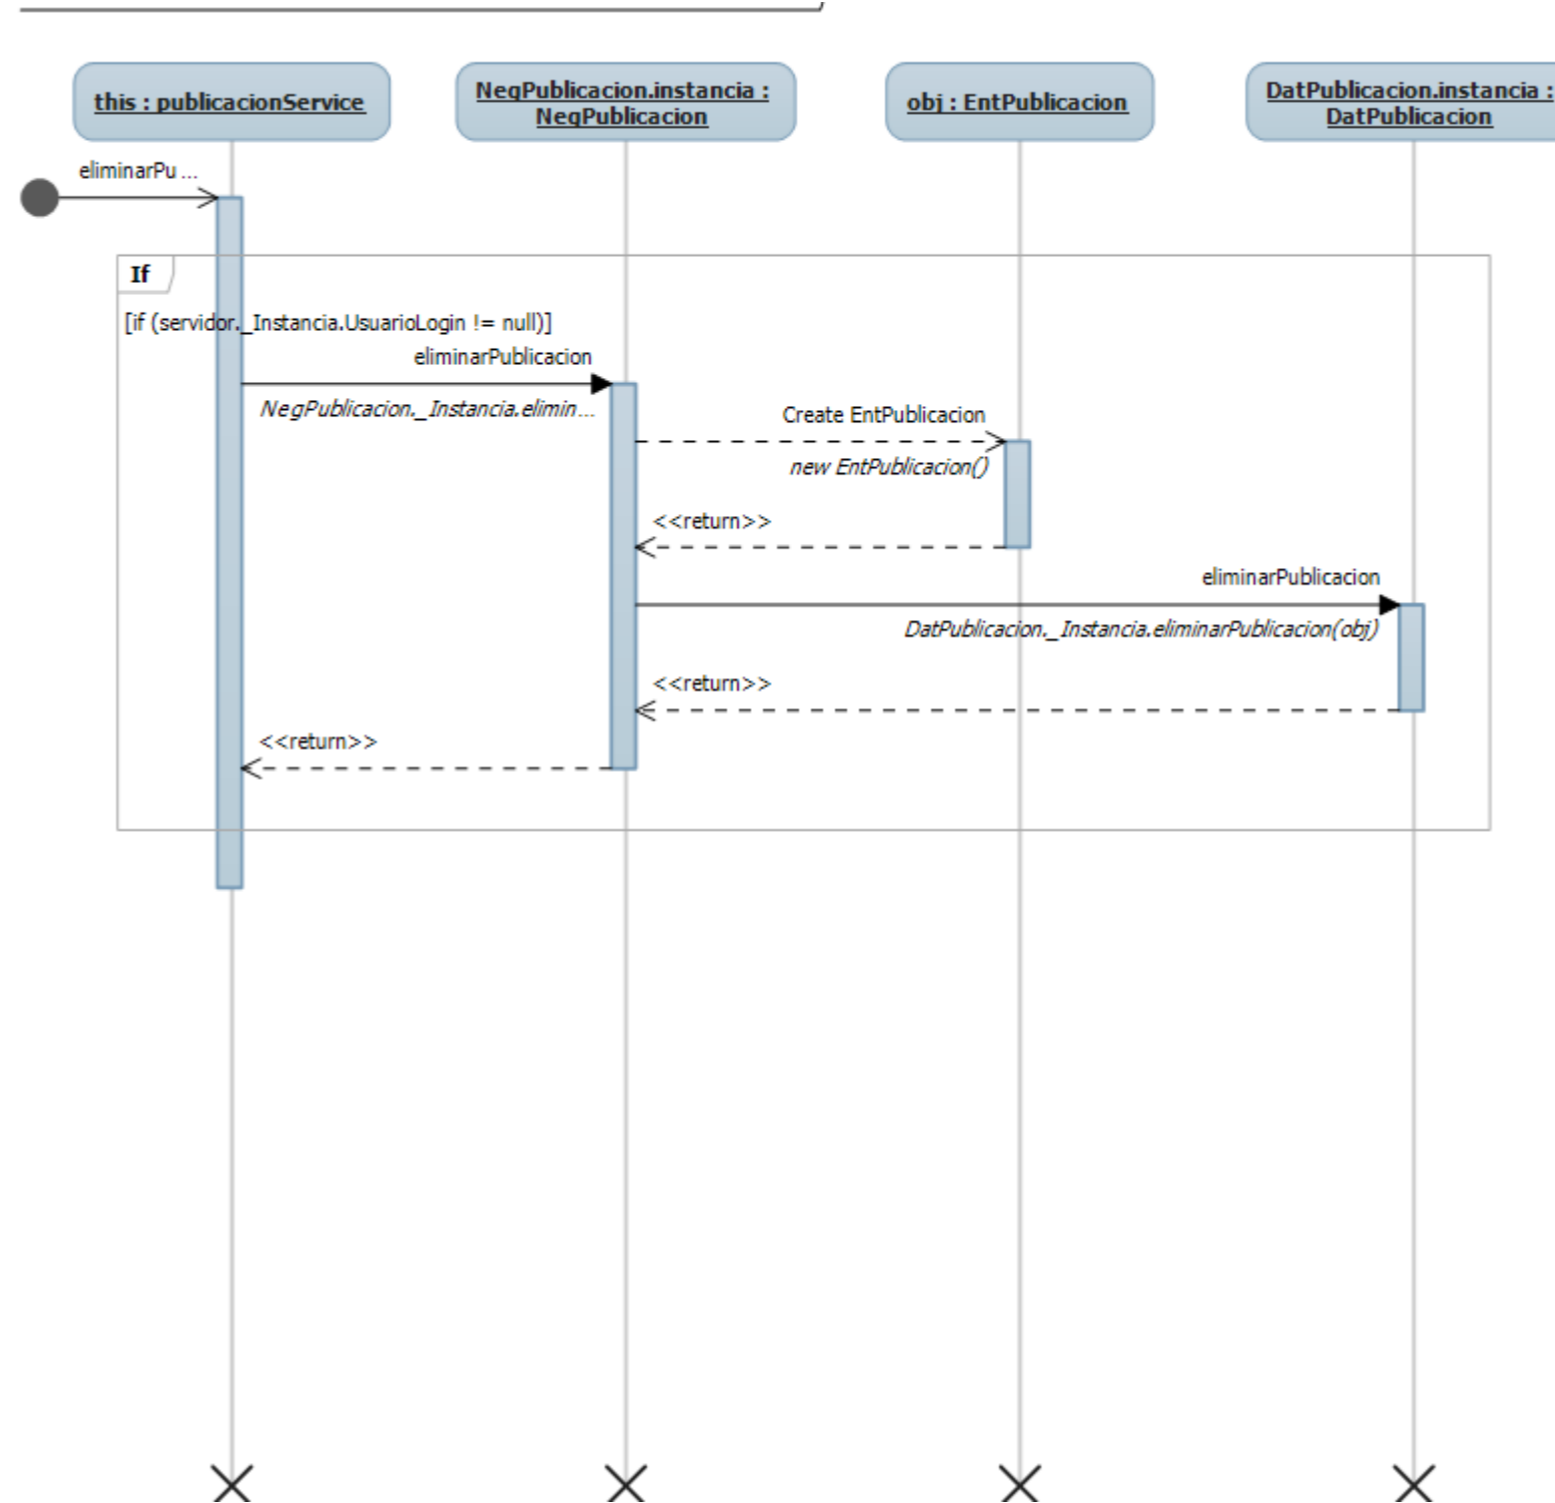 this : publicacionService
NegPublicacion.instancia :
NegPublicacion
obj : EntPublicacion
DatPublicacion.instancia :
DatPublicacion
eliminarPu...
If
[if (servidor._Instancia.UsuarioLogin != null)]
eliminarPublicacion
NegPublicacion._Instancia.elimin...
Create EntPublicacion
new EntPublicacion()
<<return>>
eliminarPublicacion
DatPublicacion._Instancia.eliminarPublicacion(obj)
<<return>>
<<return>>